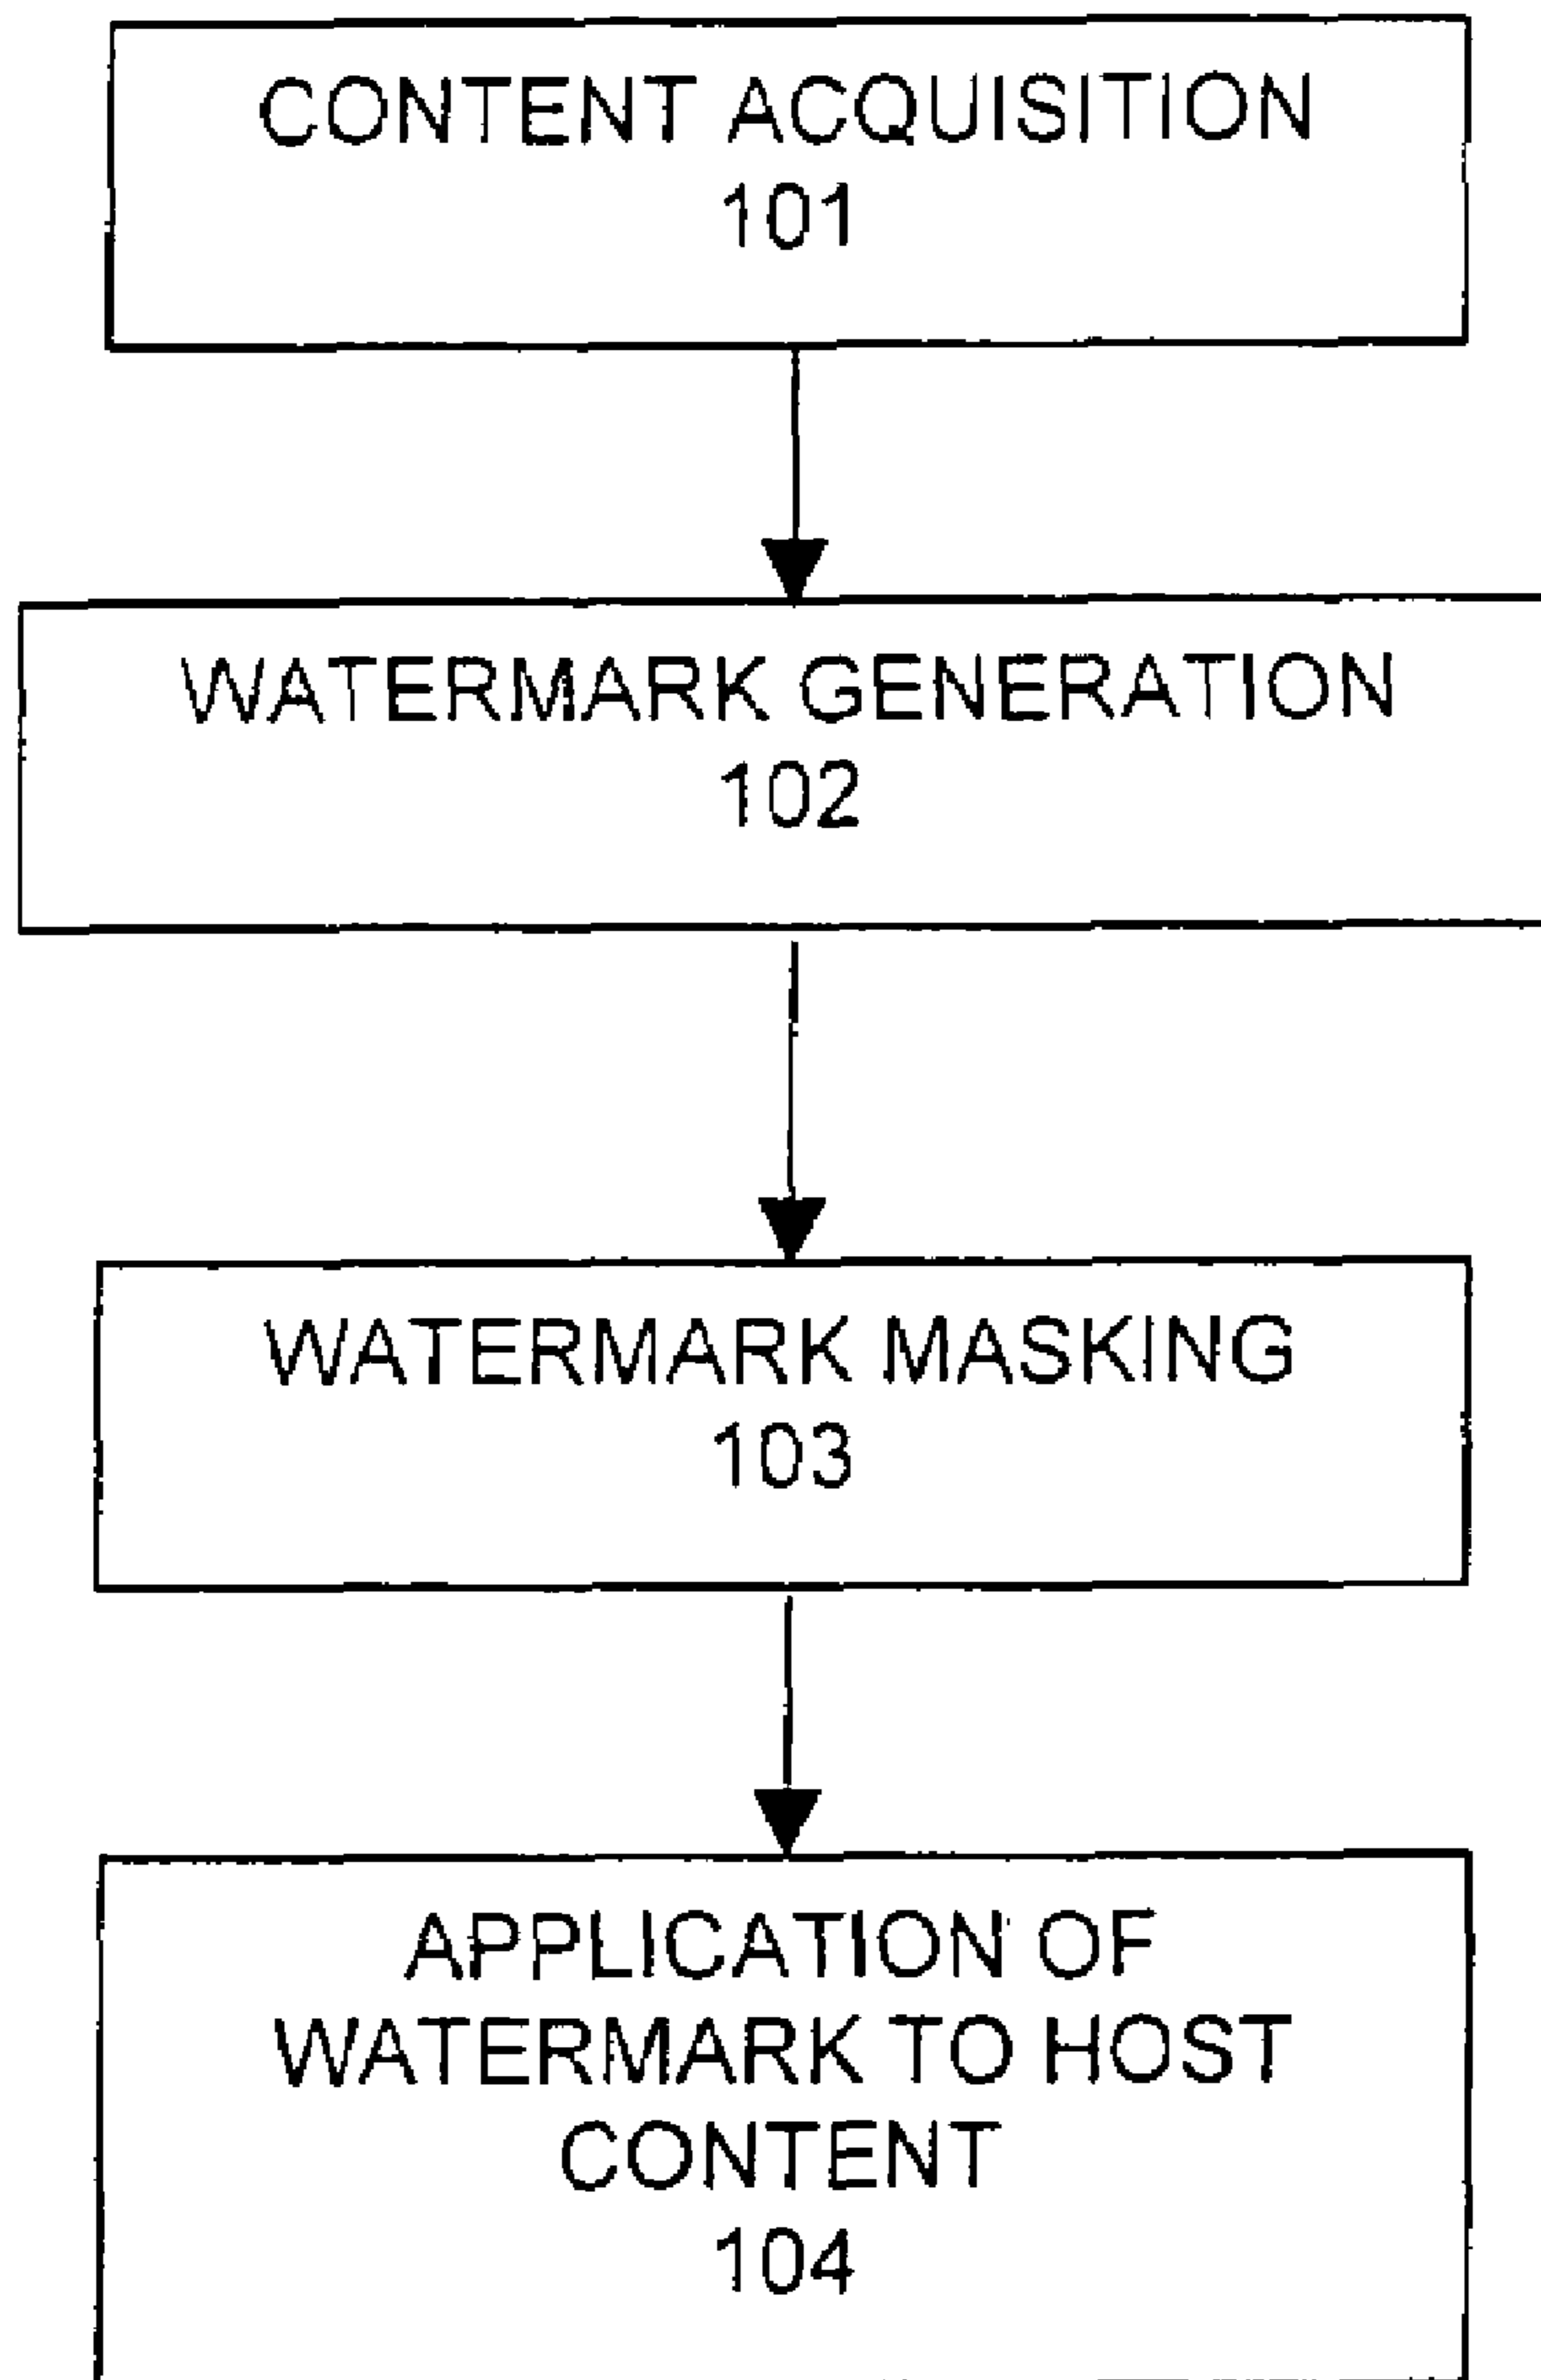 CONTENT ACQUISITION
101
WATERMARK GENERATION
102
WATERMARK MASKING
103
APPLICATION OF
WATERMARK TO HOST
CONTENT
104